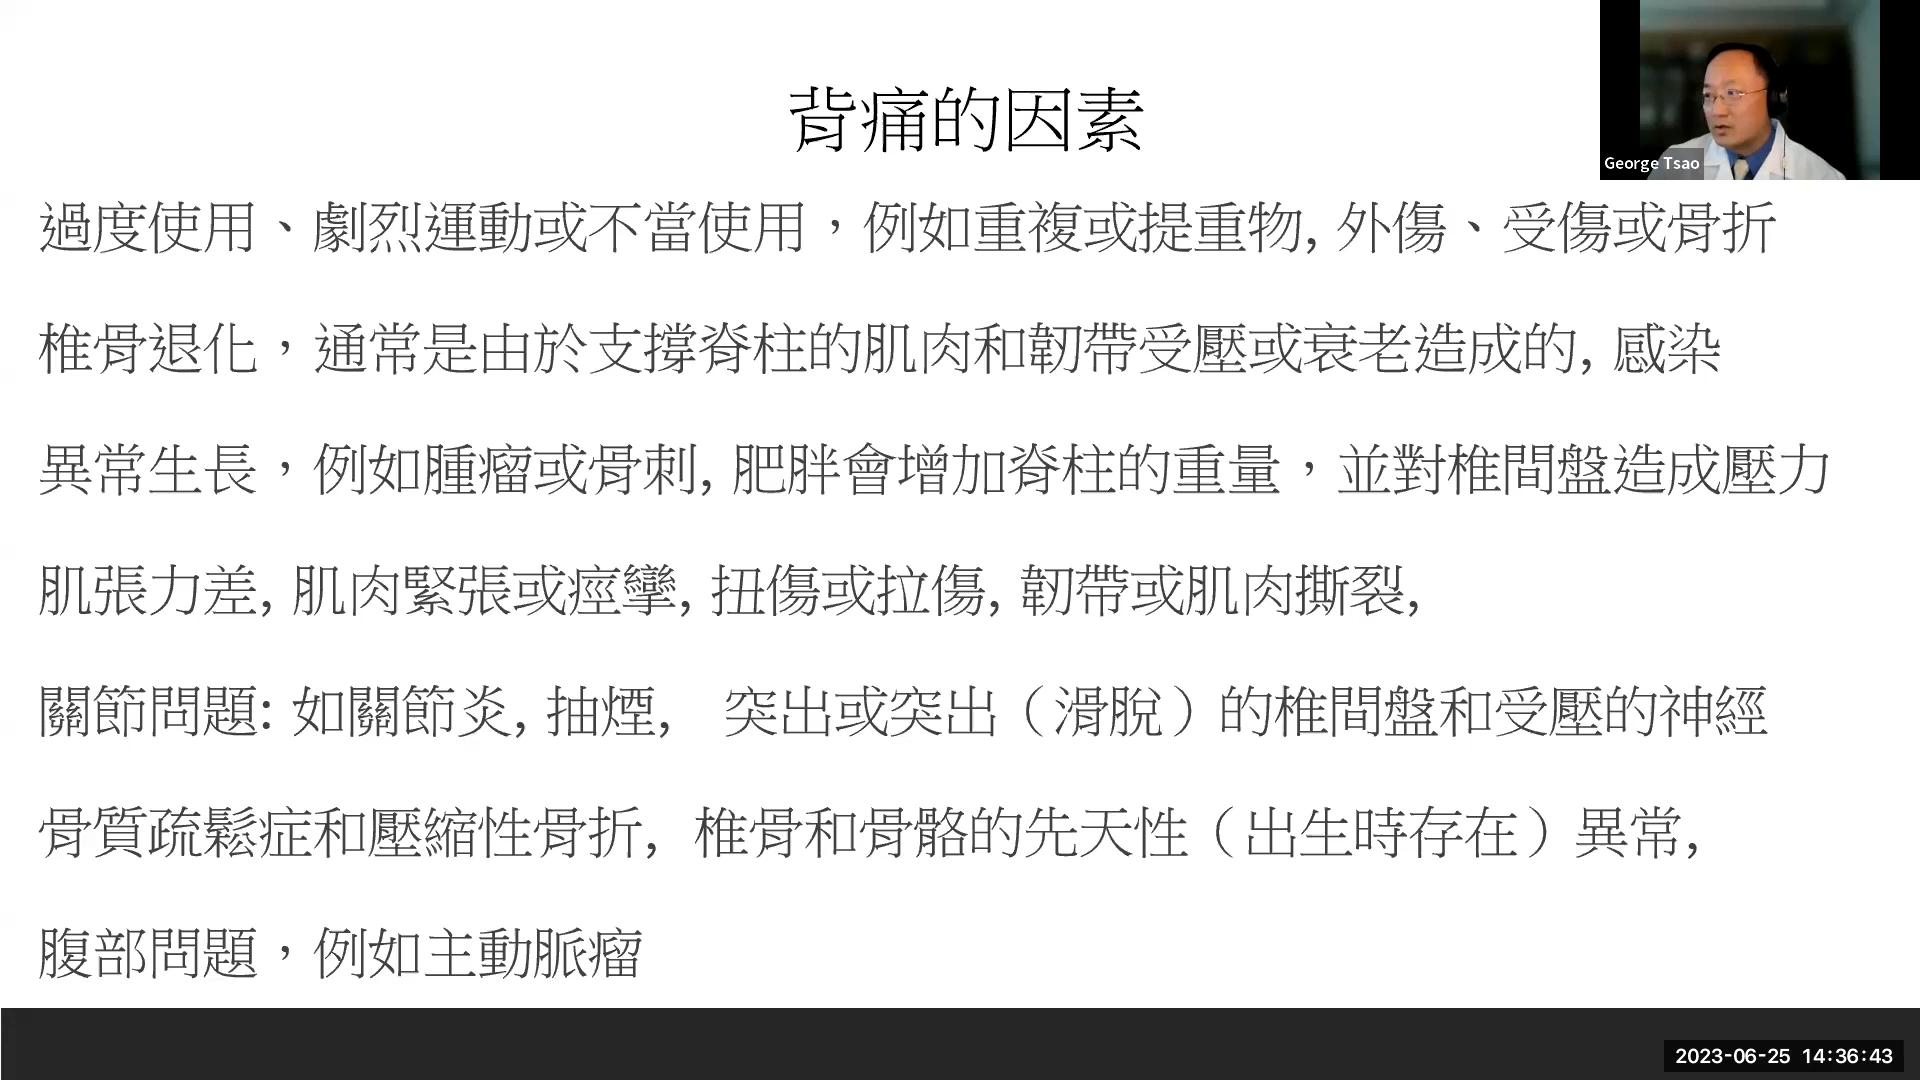 背痛的因素
George Tsao
過度使用、劇烈運動或不當使用，例如重複或提重物, 外傷、受傷或骨折
椎骨退化，通常是由於支撐脊柱的肌肉和韌帶受壓或衰老造成的, 感染
異常生長，例如腫瘤或骨刺, 肥胖會增加脊柱的重量，並對椎間盤造成壓力
肌張力差, 肌肉緊張或痙攣, 扭傷或拉傷, 韌帶或肌肉撕裂,
關節問題: 如關節炎, 抽煙,　突出或突出（滑脫）的椎間盤和受壓的神經
骨質疏鬆症和壓縮性骨折,  椎骨和骨骼的先天性（出生時存在）異常,
腹部問題，例如主動脈瘤
2023-06-25 14:36:43